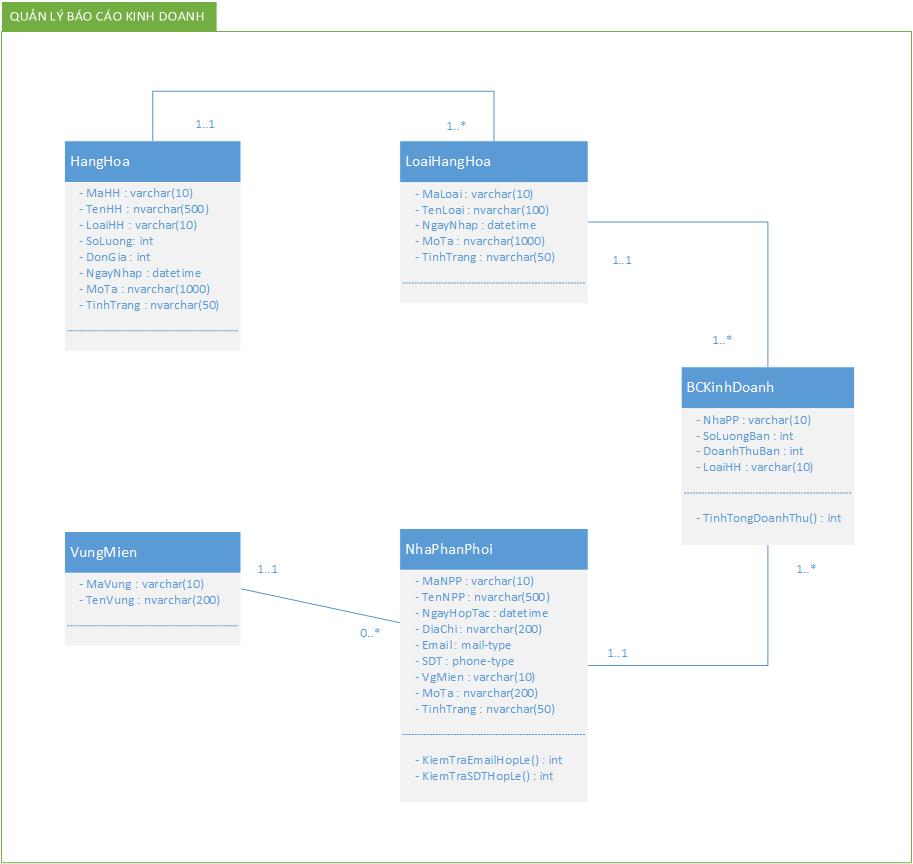 QUẢN LÝ BÁO CÁO KINH DOANH
1..1
1..*
HangHoa
- MaHH : varchar(10)
- TenHH : nvarchar(500)
- LoaiHH : varchar(10)
- SoLuong: int
- DonGia : int
- NgayNhap : datetime
- MoTa : nvarchar(1000)
- TinhTrang : nvarchar(50)
LoaiHangHoa
- MaLoai : varchar(10)
- TenLoai : nvarchar(100)
- NgayNhap : datetime
- MoTa : nvarchar(1000)
- TinhTrang : nvarchar(50)
1..1
1..*
BCKinhDoanh
- NhaPP : varchar(10)
- SoLuongBan : int
- DoanhThuBan : int
- LoaiHH : varchar(10)
- TinhTongDoanhThu() : int
VungMien
- MaVung : varchar(10)
- TenVung : nvarchar(200)
1..1
0..*
NhaPhanPhoi
- MaNPP : varchar(10)
- TenNPP : nvarchar(500)
- NgayHopTac : datetime
- DiaChi : nvarchar(200)
- Email : mail-type
- SDT : phone-type
- VgMien : varchar(10)
- MoTa : nvarchar(200)
- TinhTrang : nvarchar(50)
- KiemTraEmailHopLe() : int
- KiemTraSDTHopLe() : int
1..*
1..1